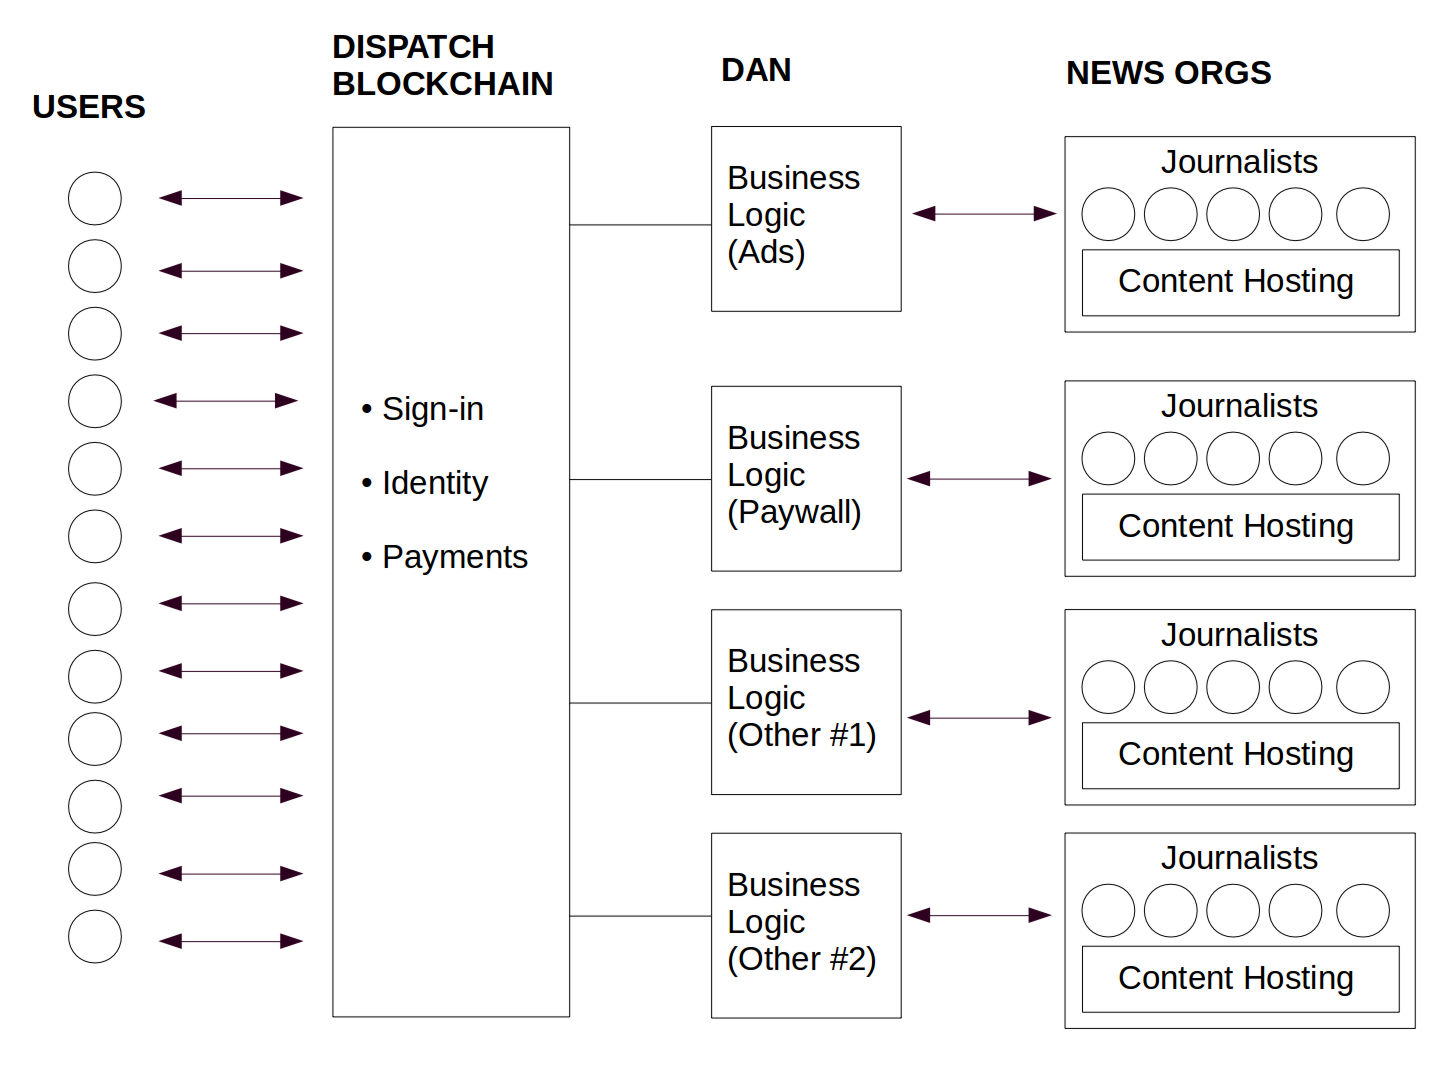 USERS
DISPATCH
BLOCKCHAIN
• Sign-in
• Identity
• Payments
DAN
Business
Logic
(Ads)
Business
Logic
(Paywall)
Business
Logic
(Other #1)
Business
Logic
(Other #2)
NEWS ORGS
Journalists
Content Hosting
Journalists
Content Hosting
Journalists
Content Hosting
Journalists
Content Hosting